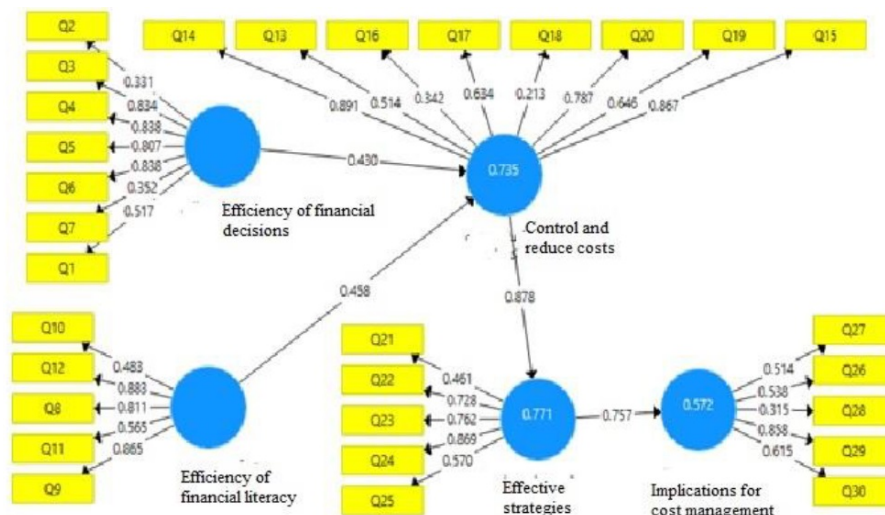 Q2
Q3
Q4
Q5
Q6
Q7
Q1
0.331
0.834
0.838
0.807
0.838
0.352
0.517
Efficiency of financial
decisions
Q14
Q13
Q16
Q17
Q18
Q20
Q19
Q15
0.891
0.514
0.342
0.634
0.213
0.787
0.646
0.867
0.430
0.735
Control and
reduce costs
0.458
0.878
Q10
Q12
Q8
Q11
Q9
0.483
0.883
0.811
0.565
0.865
Efficiency of
financial literacy
Q21
Q22
Q23
Q24
Q25
0.461
0.728
0.762
0.869
0.570
0.771
Effective
strategies
0.757
0.572
Implications for
cost management
0.514
0.538
0.315
0.858
0.615
Q27
Q26
Q28
Q29
Q30